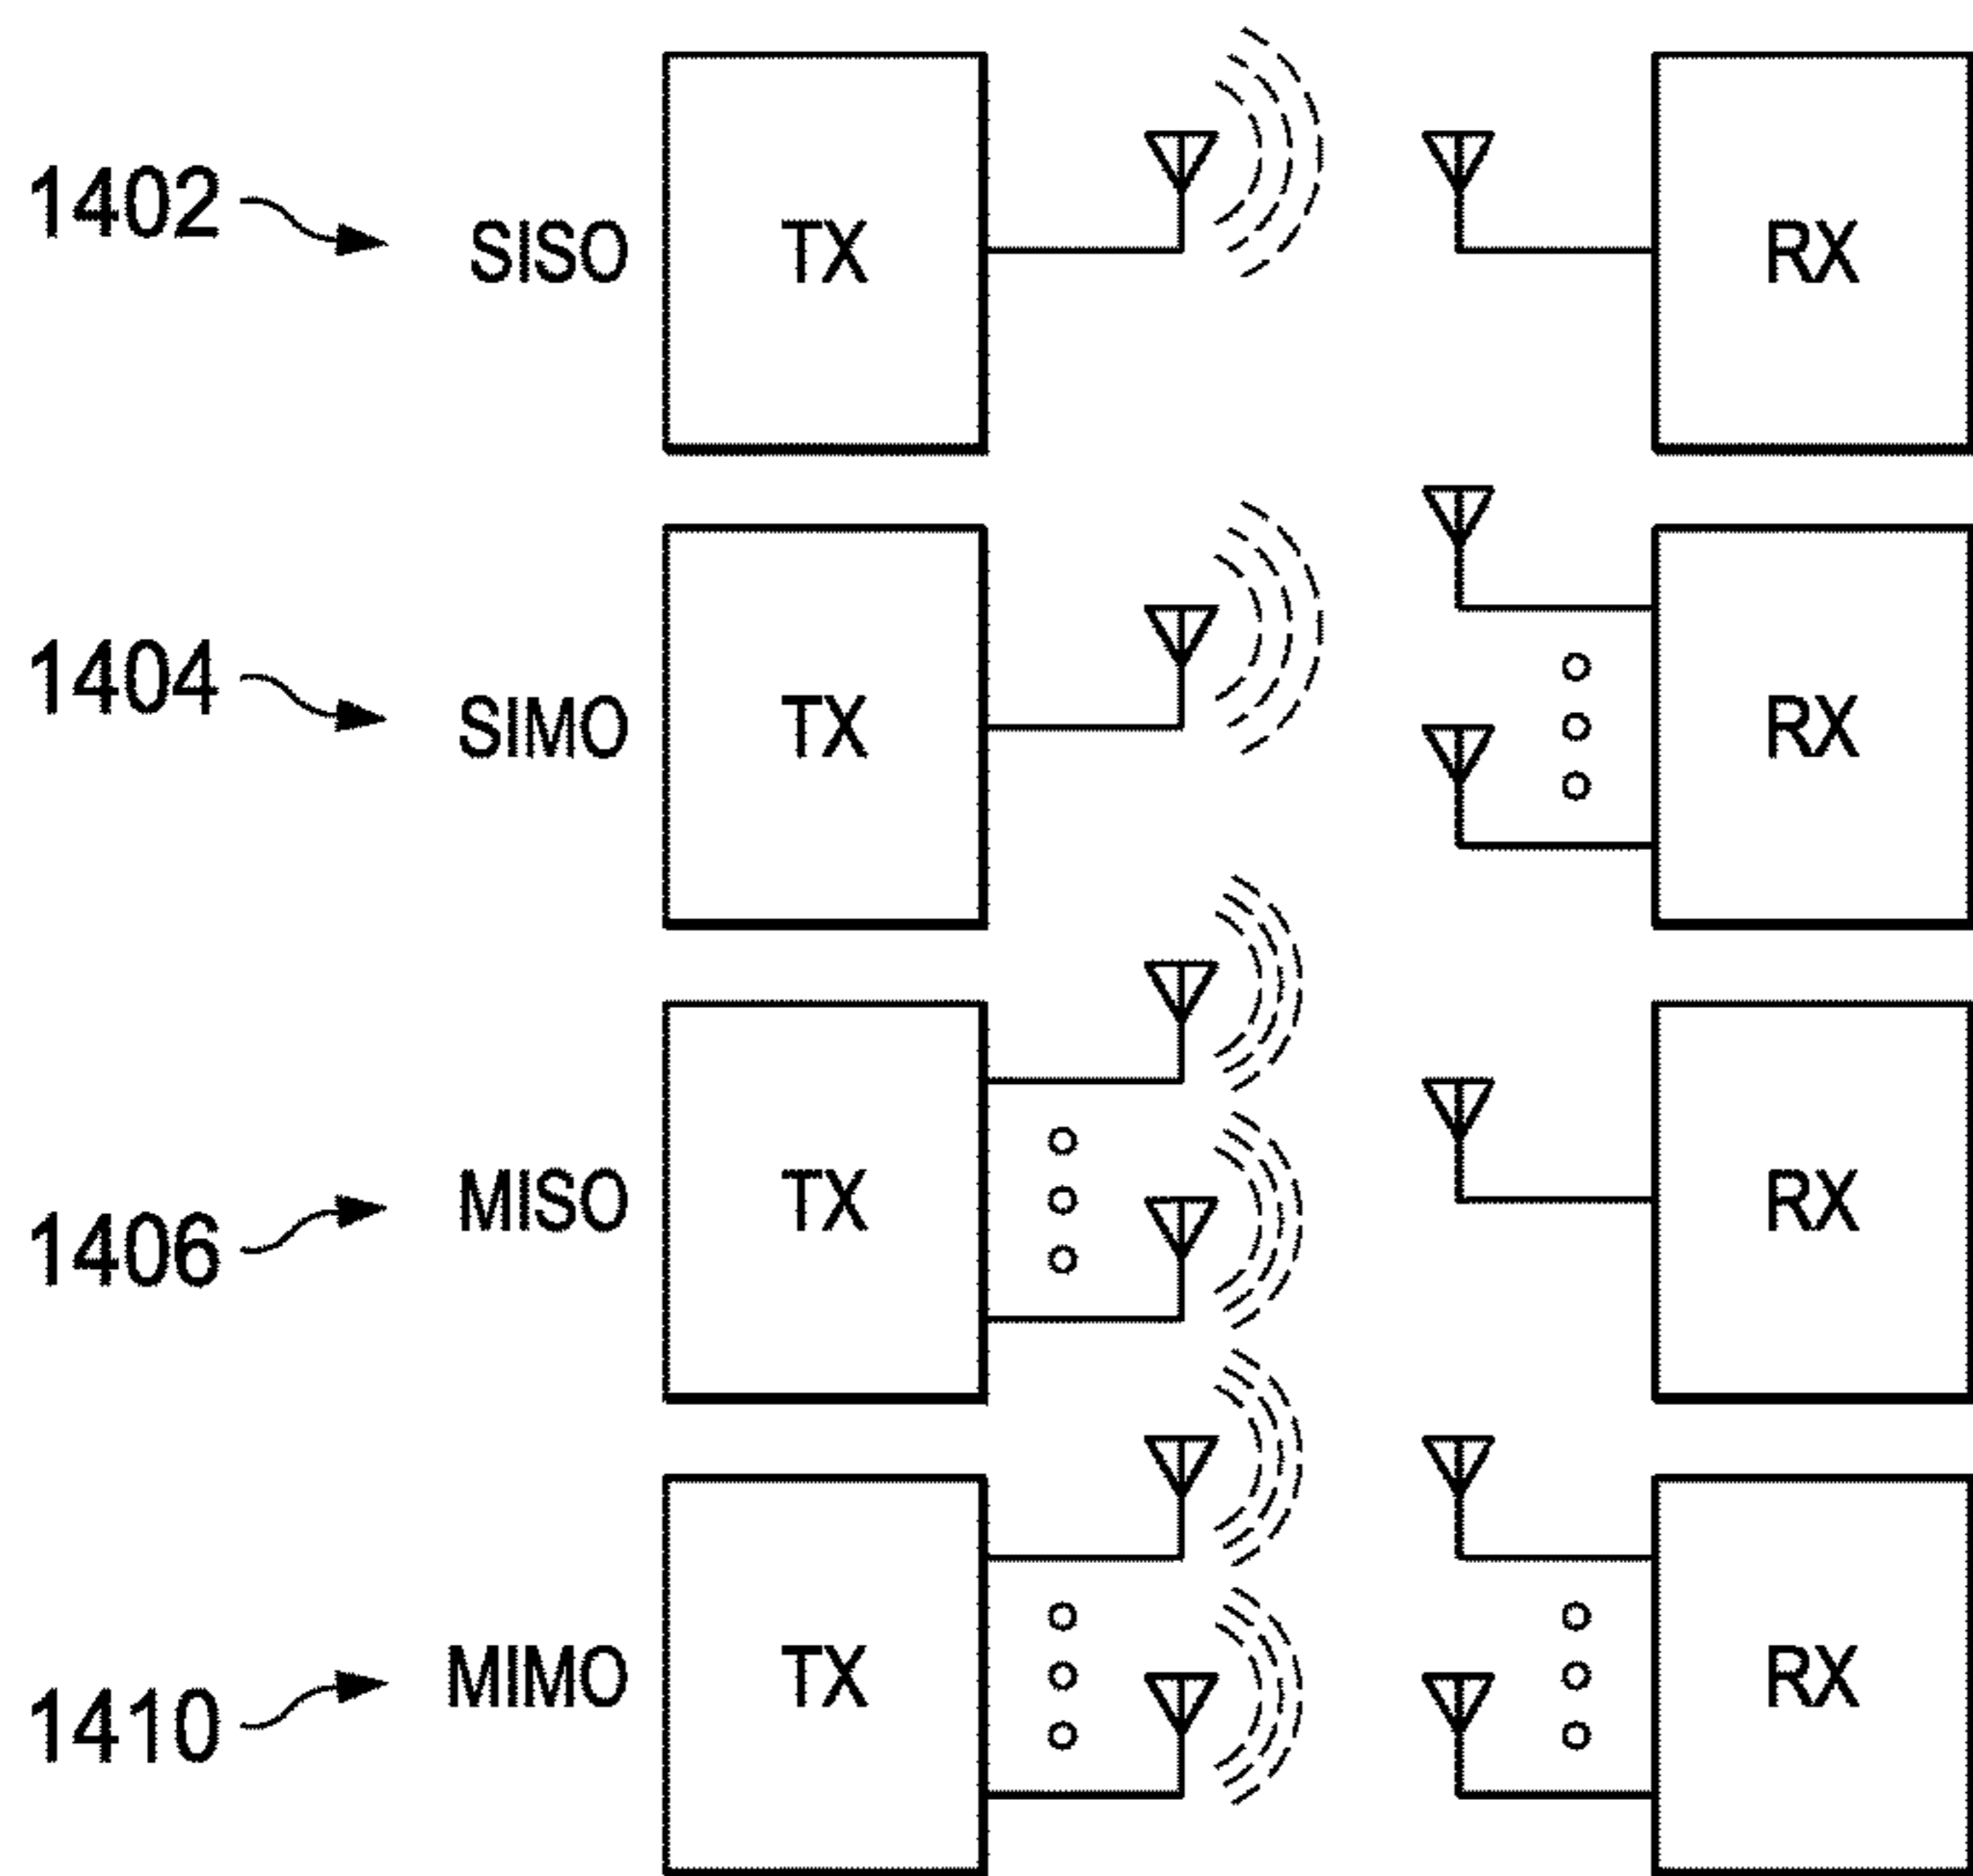 1402 SISO TX RX
1404 SIMO TX RX
1406 MISO TX RX
1410 MIMO TX RX